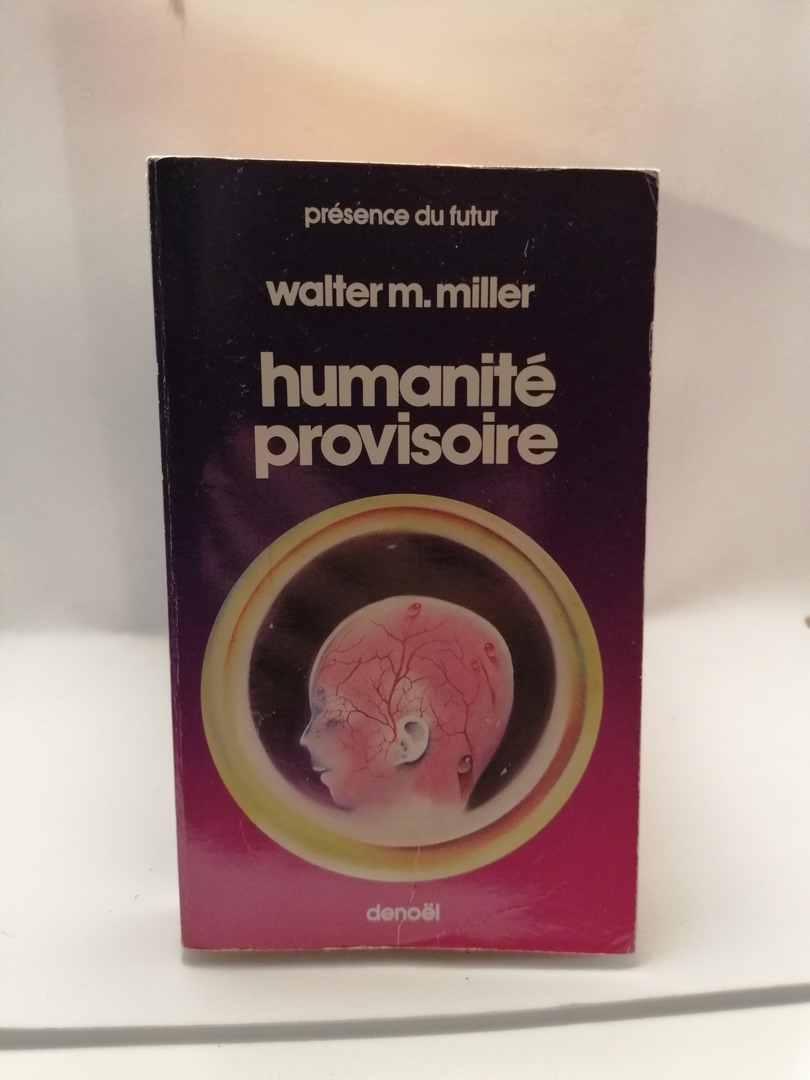 présence du futur
walter m. miller
humanité
provisoire
denoël